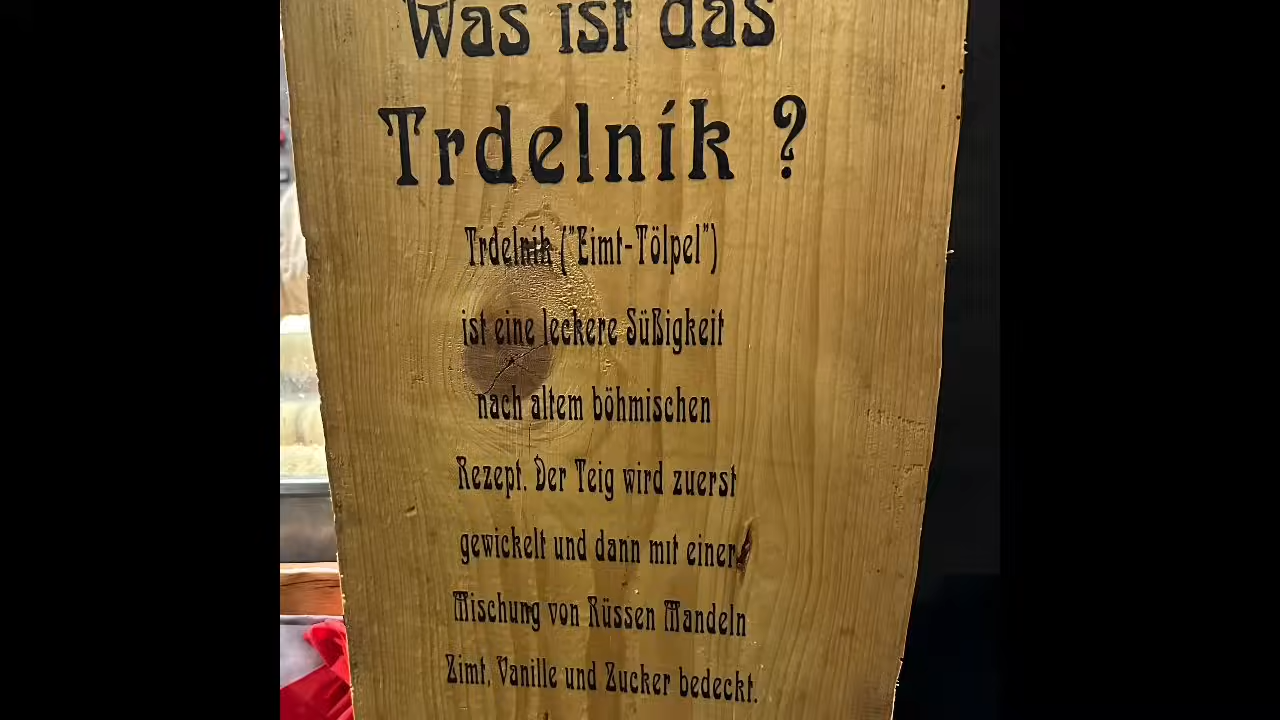 Was ist das
Trdelník ?
Trdelník ("Eimt-Tölpel")
ist eine leckere Süßigkeit
nach altem böhmischen
Rezept. Der Teig wird zuerst
gewickelt und dann mit einer
Mischung von Rüssen Mandeln
Zimt, Vanille und Zucker bedeckt.